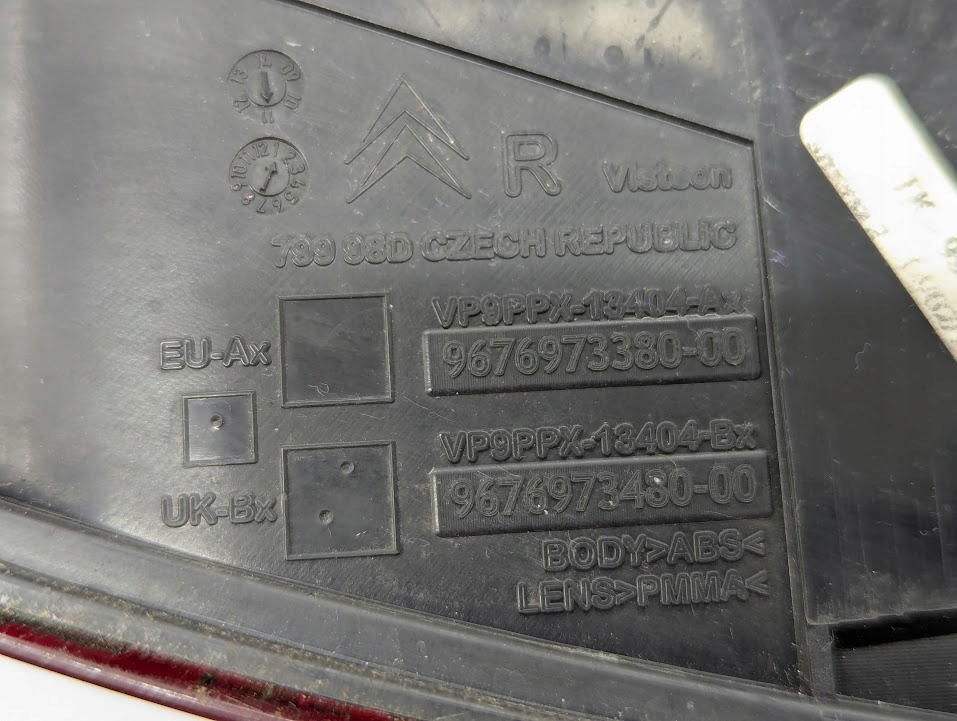 R Visteon
799 98D CZECH REPUBLIC
VP9PPX-13404-Ax
EU-Ax 9676973380-00
VP9PPX-13404-Bx
UK-Bx 9676973480-00
BODY>ABS<
LENS>PMMA<